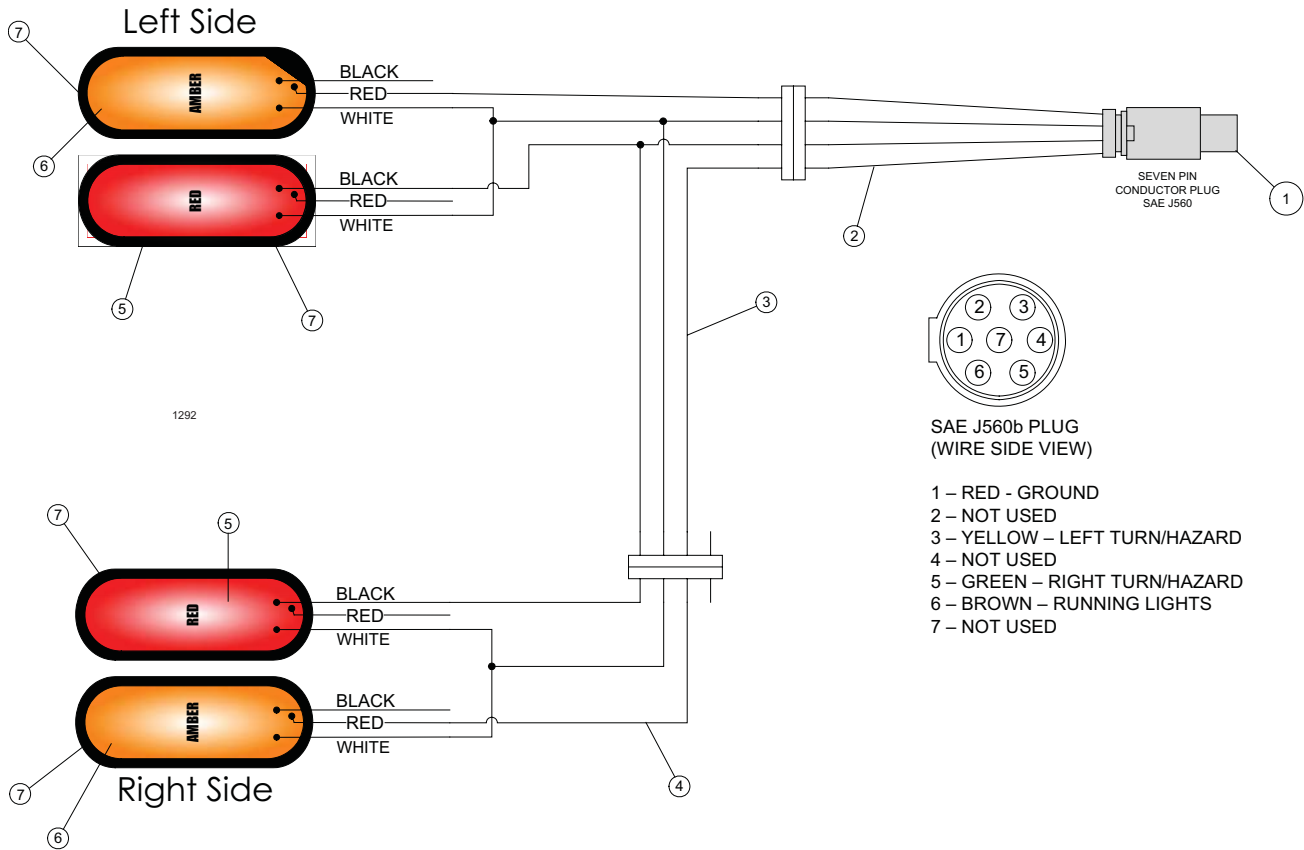 Left Side
7
AMBER
BLACK
RED
WHITE
6
RED
BLACK
RED
WHITE
5
7
SEVEN PIN
CONDUCTOR PLUG
SAE J560
1
2
3
2
3
1
7
4
6
5
SAE J560b PLUG
(WIRE SIDE VIEW)
1 – RED - GROUND
2 – NOT USED
3 – YELLOW – LEFT TURN/HAZARD
4 – NOT USED
5 – GREEN – RIGHT TURN/HAZARD
6 – BROWN – RUNNING LIGHTS
7 – NOT USED
1292
7
5
RED
BLACK
RED
WHITE
AMBER
BLACK
RED
WHITE
4
7
Right Side
6